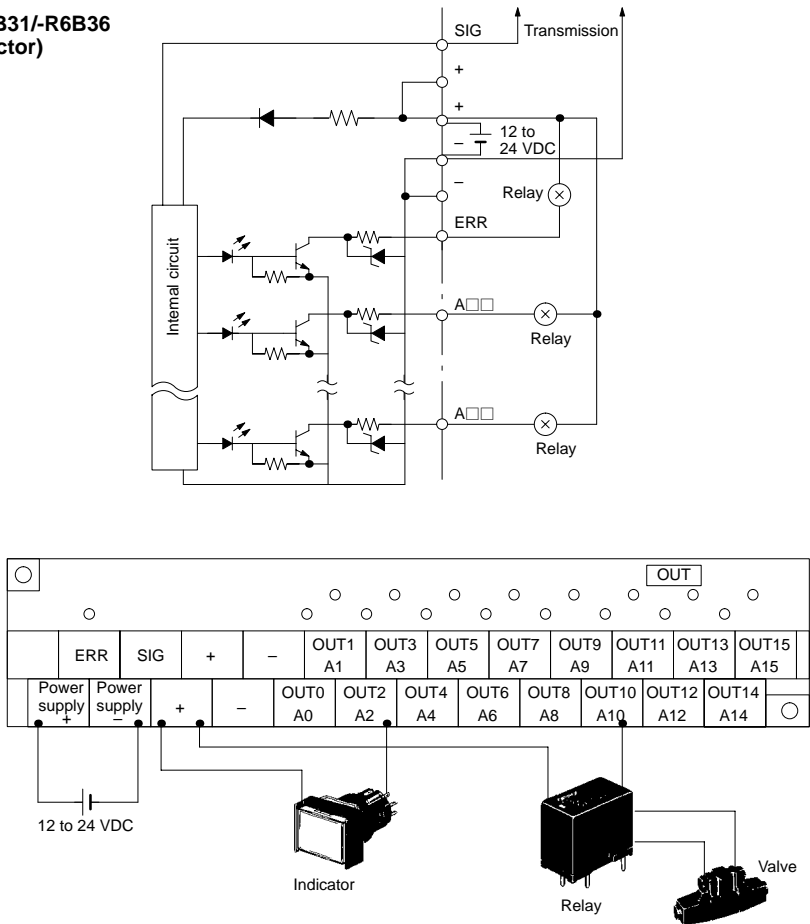 B31/-R6B36
ctor)
SIG
Transmission
+
+
12 to
24 VDC
–
–
Relay
ERR
Internal circuit
A□□
Relay
A□□
Relay
OUT
ERR SIG + – OUT1 OUT3 OUT5 OUT7 OUT9 OUT11 OUT13 OUT15
A1 A3 A5 A7 A9 A11 A13 A15
Power supply + Power supply – + – OUT0 OUT2 OUT4 OUT6 OUT8 OUT10 OUT12 OUT14
A0 A2 A4 A6 A8 A10 A12 A14
12 to 24 VDC
Indicator
Relay
Valve